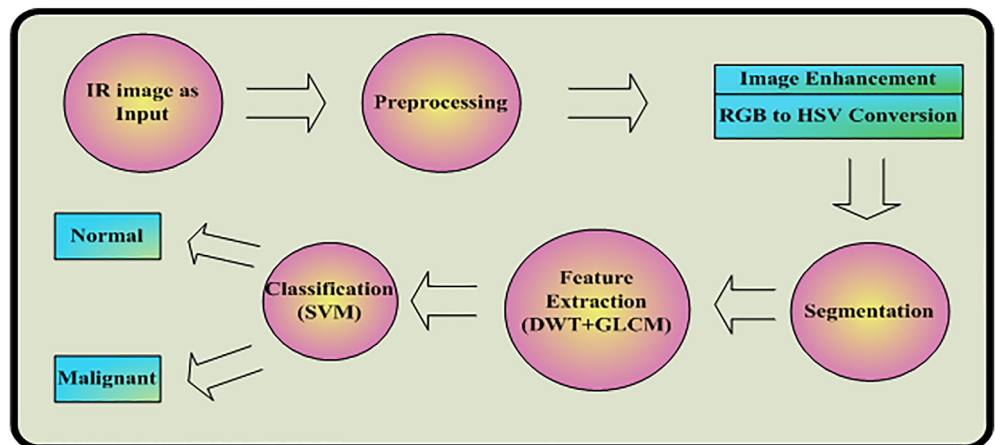 IR image as
Input
Preprocessing
Image Enhancement
RGB to HSV Conversion
Segmentation
Feature
Extraction
(DWT+GLCM)
Classification
(SVM)
Normal
Malignant